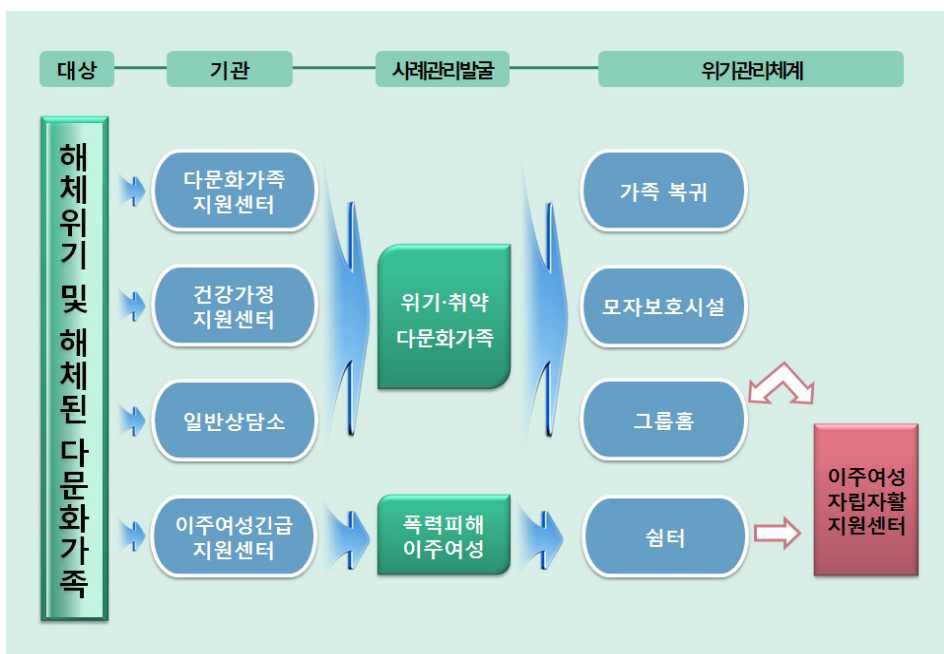 대상
기관
사례관리발굴
위기관리체계
해체위기 및 해체된 다문화가족
다문화가족
지원센터
건강가정
지원센터
일반상담소
이주여성긴급
지원센터
위기·취약
다문화가족
폭력피해
이주여성
가족 복귀
모자보호시설
그룹홈
쉼터
이주여성
자립자활
지원센터